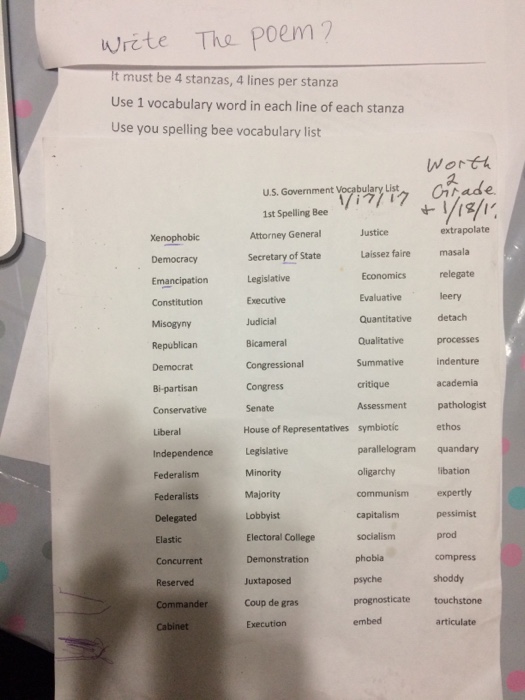 Write The poem?
It must be 4 stanzas, 4 lines per stanza
Use 1 vocabulary word in each line of each stanza
Use you spelling bee vocabulary list
Worth
2
Grade
U.S. Government Vocabulary List
1/17/17
+ 1/18/1
1st Spelling Bee
Xenophobic Attorney General Justice extrapolate
Democracy Secretary of State Laissez faire masala
Emancipation Legislative Economics relegate
Constitution Executive Evaluative leery
Misogyny Judicial Quantitative detach
Republican Bicameral Qualitative processes
Democrat Congressional Summative indenture
Bi-partisan Congress critique academia
Conservative Senate Assessment pathologist
Liberal House of Representatives symbiotic ethos
Independence Legislative parallelogram quandary
Federalism Minority oligarchy libation
Federalists Majority communism expertly
Delegated Lobbyist capitalism pessimist
Elastic Electoral College socialism prod
Concurrent Demonstration phobia compress
Reserved Juxtaposed psyche shoddy
Commander Coup de gras prognosticate touchstone
Cabinet Execution embed articulate